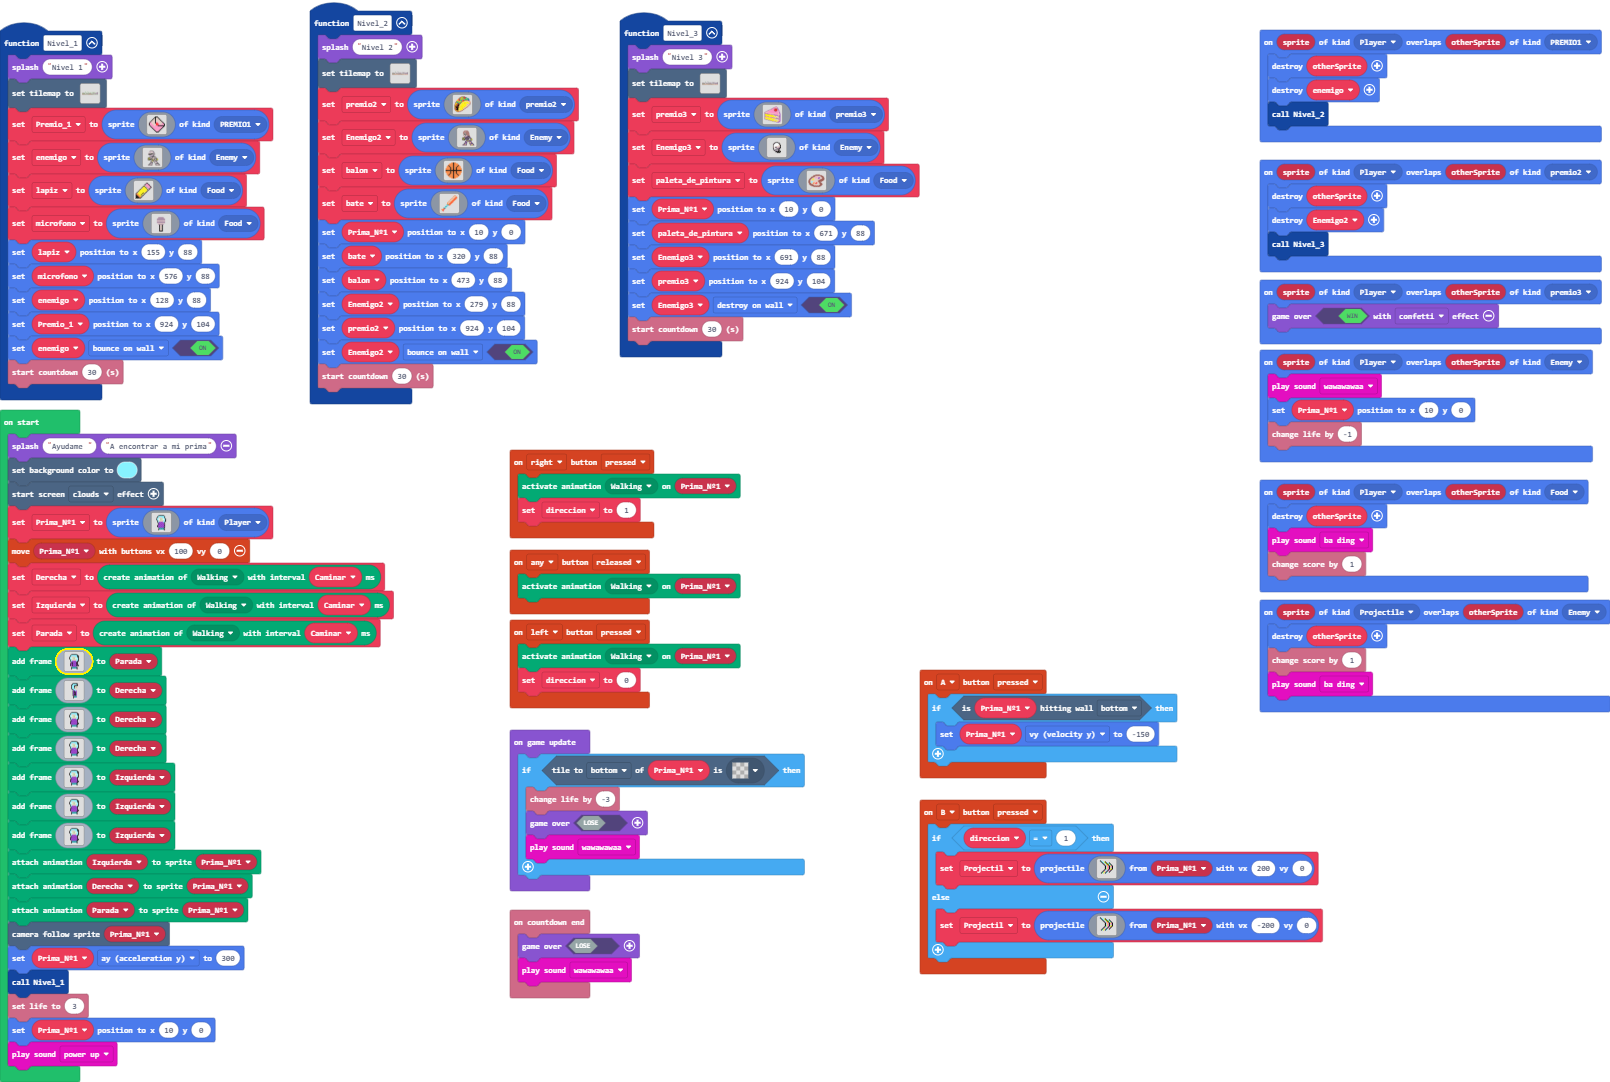 function Nivel_1
splash "Nivel 1"
set tilemap to
set Premio_1 to sprite of kind PREMIO1
set enemigo to sprite of kind Enemy
set lapiz to sprite of kind Food
set microfono to sprite of kind Food
set lapiz position to x 155 y 88
set microfono position to x 576 y 88
set enemigo position to x 128 y 88
set Premio_1 position to x 924 y 104
set enemigo bounce on wall ON
start countdown 30 (s)
function Nivel_2
splash "Nivel 2"
set tilemap to
set premio2 to sprite of kind premio2
set Enemigo2 to sprite of kind Enemy
set balon to sprite of kind Food
set bate to sprite of kind Food
set Prima_Nº1 position to x 10 y 0
set bate position to x 320 y 88
set balon position to x 473 y 88
set Enemigo2 position to x 279 y 88
set premio2 position to x 924 y 104
set Enemigo2 bounce on wall ON
start countdown 30 (s)
function Nivel_3
splash "Nivel 3"
set tilemap to
set premio3 to sprite of kind premio3
set Enemigo3 to sprite of kind Enemy
set paleta_de_pintura to sprite of kind Food
set Prima_Nº1 position to x 10 y 0
set paleta_de_pintura position to x 671 y 88
set Enemigo3 position to x 691 y 88
set premio3 position to x 924 y 104
set Enemigo3 destroy on wall ON
start countdown 30 (s)
on sprite of kind Player overlaps otherSprite of kind PREMIO1
destroy otherSprite
destroy enemigo
call Nivel_2
on sprite of kind Player overlaps otherSprite of kind premio2
destroy otherSprite
destroy Enemigo2
call Nivel_3
on sprite of kind Player overlaps otherSprite of kind premio3
game over WIN with confetti effect
on sprite of kind Player overlaps otherSprite of kind Enemy
play sound wawawawaa
set Prima_Nº1 position to x 10 y 0
change life by -1
on sprite of kind Player overlaps otherSprite of kind Food
destroy otherSprite
play sound ba ding
change score by 1
on sprite of kind Projectile overlaps otherSprite of kind Enemy
destroy otherSprite
change score by 1
play sound ba ding
on start
splash "Ayudame " "A encontrar a mi prima"
set background color to
start screen clouds effect
set Prima_Nº1 to sprite of kind Player
move Prima_Nº1 with buttons vx 100 vy 0
set Derecha to create animation of Walking with interval Caminar ms
set Izquierda to create animation of Walking with interval Caminar ms
set Parada to create animation of Walking with interval Caminar ms
add frame to Parada
add frame to Derecha
add frame to Derecha
add frame to Derecha
add frame to Izquierda
add frame to Izquierda
add frame to Izquierda
attach animation Izquierda to sprite Prima_Nº1
attach animation Derecha to sprite Prima_Nº1
attach animation Parada to sprite Prima_Nº1
camera follow sprite Prima_Nº1
set Prima_Nº1 ay (acceleration y) to 300
call Nivel_1
set life to 3
set Prima_Nº1 position to x 10 y 0
play sound power up
on right button pressed
activate animation Walking on Prima_Nº1
set direccion to 1
on any button released
activate animation Walking on Prima_Nº1
on left button pressed
activate animation Walking on Prima_Nº1
set direccion to 0
on game update
if tile to bottom of Prima_Nº1 is then
change life by -3
game over LOSE
play sound wawawawaa
on countdown end
game over LOSE
play sound wawawawaa
on A button pressed
if is Prima_Nº1 hitting wall bottom then
set Prima_Nº1 vy (velocity y) to -150
on B button pressed
if direccion = 1 then
set Projectil to projectile from Prima_Nº1 with vx 200 vy 0
else
set Projectil to projectile from Prima_Nº1 with vx -200 vy 0